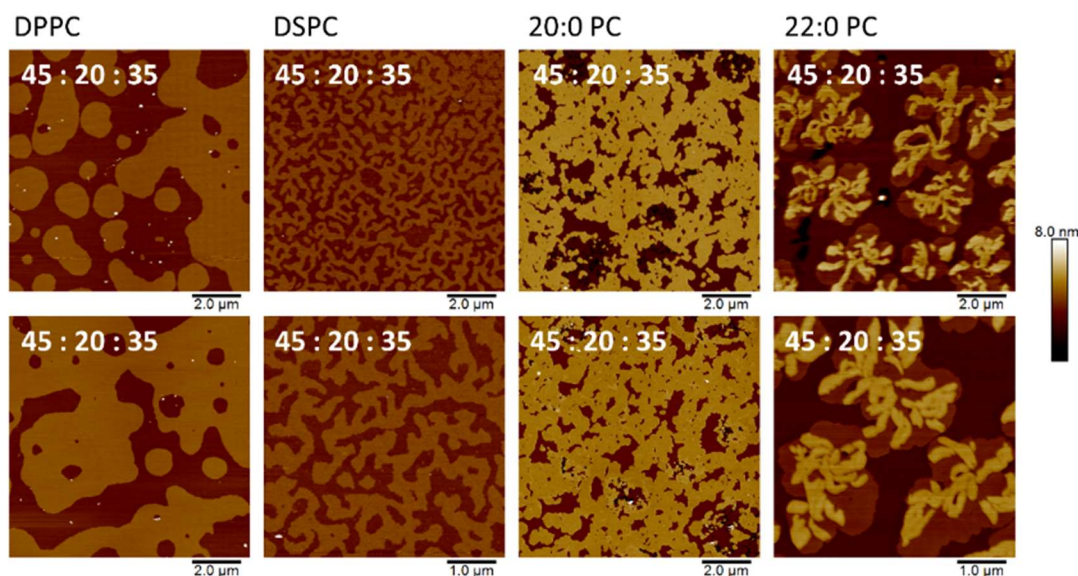 DPPC DSPC 20:0 PC 22:0 PC
45 : 20 : 35 45 : 20 : 35 45 : 20 : 35 45 : 20 : 35
8.0 nm
2.0 µm 2.0 µm 2.0 µm 2.0 µm
45 : 20 : 35 45 : 20 : 35 45 : 20 : 35 45 : 20 : 35
2.0 µm 1.0 µm 2.0 µm 1.0 µm